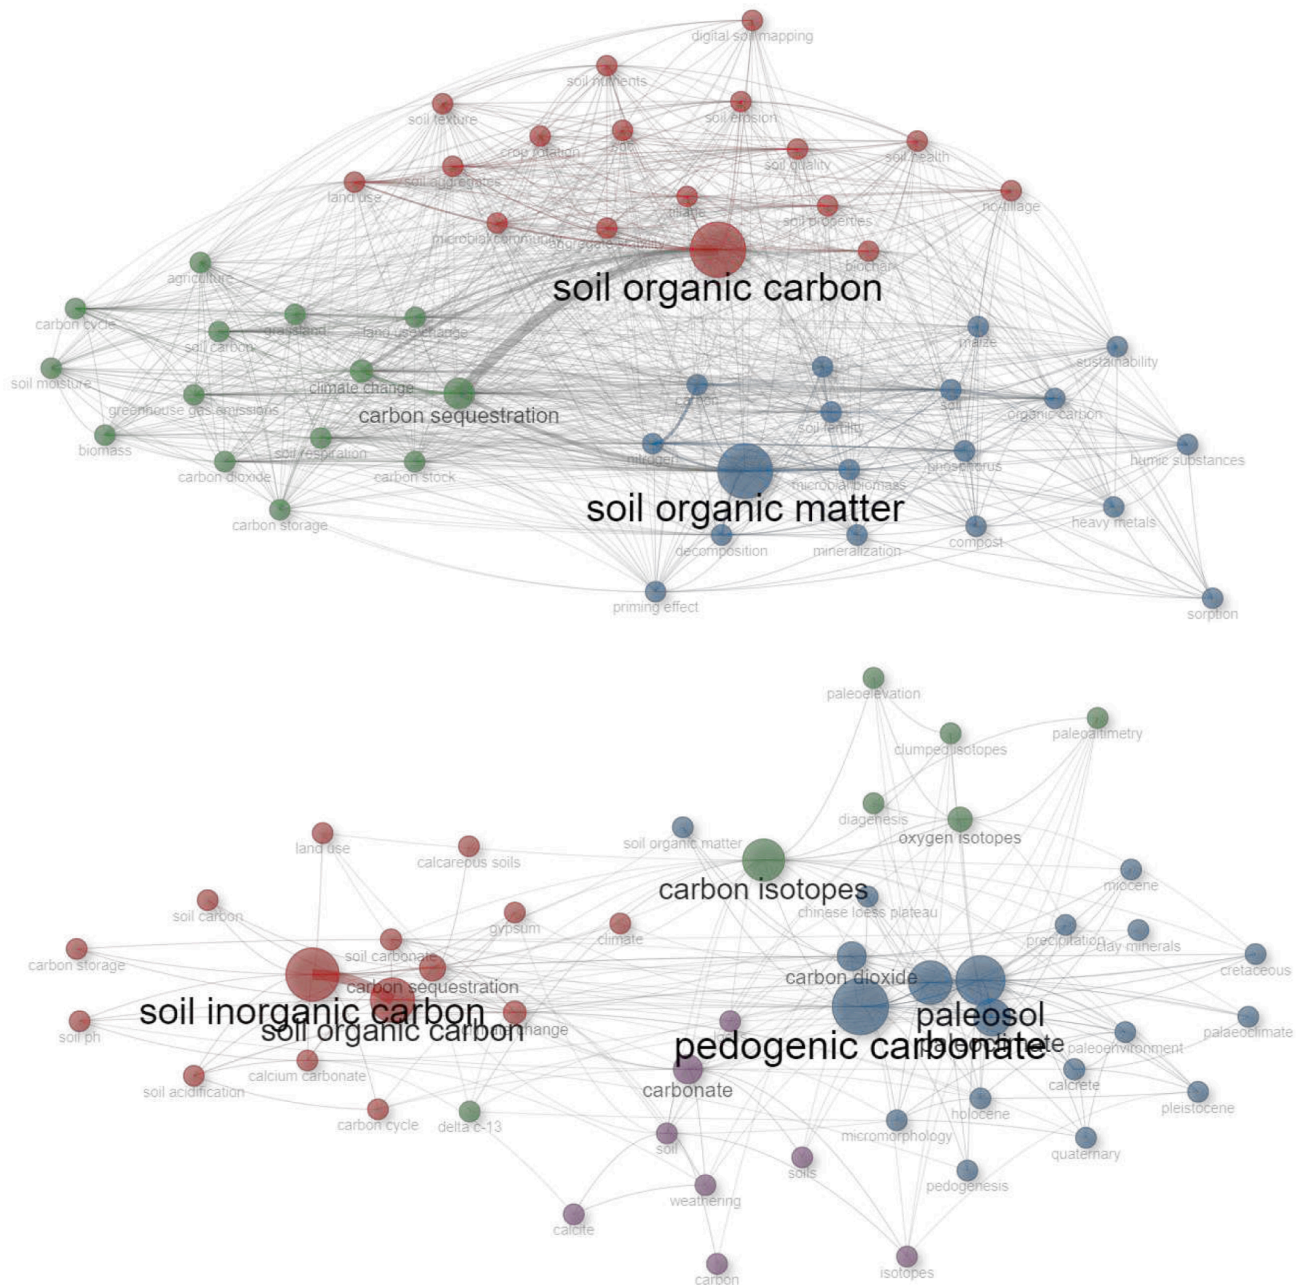 digital soil mapping
soil nutrients
soil texture
soil erosion
crop rotation
soil quality
soil health
soil aggregates
land use
tillage
no-tillage
soil properties
microbial community
biochar
soil organic carbon
agriculture
carbon cycle
grassland
land use change
soil carbon
maize
sustainability
soil moisture
climate change
carbon
soil
greenhouse gas emissions
carbon sequestration
soil fertility
organic carbon
biomass
soil respiration
nitrogen
phosphorus
humic substances
carbon dioxide
carbon stock
microbial biomass
soil organic matter
carbon storage
heavy metals
decomposition
mineralization
compost
priming effect
sorption
paleoelevation
paleoaltimetry
clumped isotopes
diagenesis
oxygen isotopes
land use
soil organic matter
calcareous soils
carbon isotopes
miocene
soil carbon
chinese loess plateau
gypsum
climate
precipitation
clay minerals
soil carbonate
carbon storage
cretaceous
carbon dioxide
carbon sequestration
soil inorganic carbon
paleosol
soil organic carbon
climate change
soil ph
pedogenic carbonate
paleoclimate
paleoenvironment
palaeoclimate
calcium carbonate
soil acidification
carbonate
calcrete
pleistocene
holocene
carbon cycle
delta c-13
micromorphology
soil
quaternary
soils
pedogenesis
weathering
calcite
carbon
isotopes